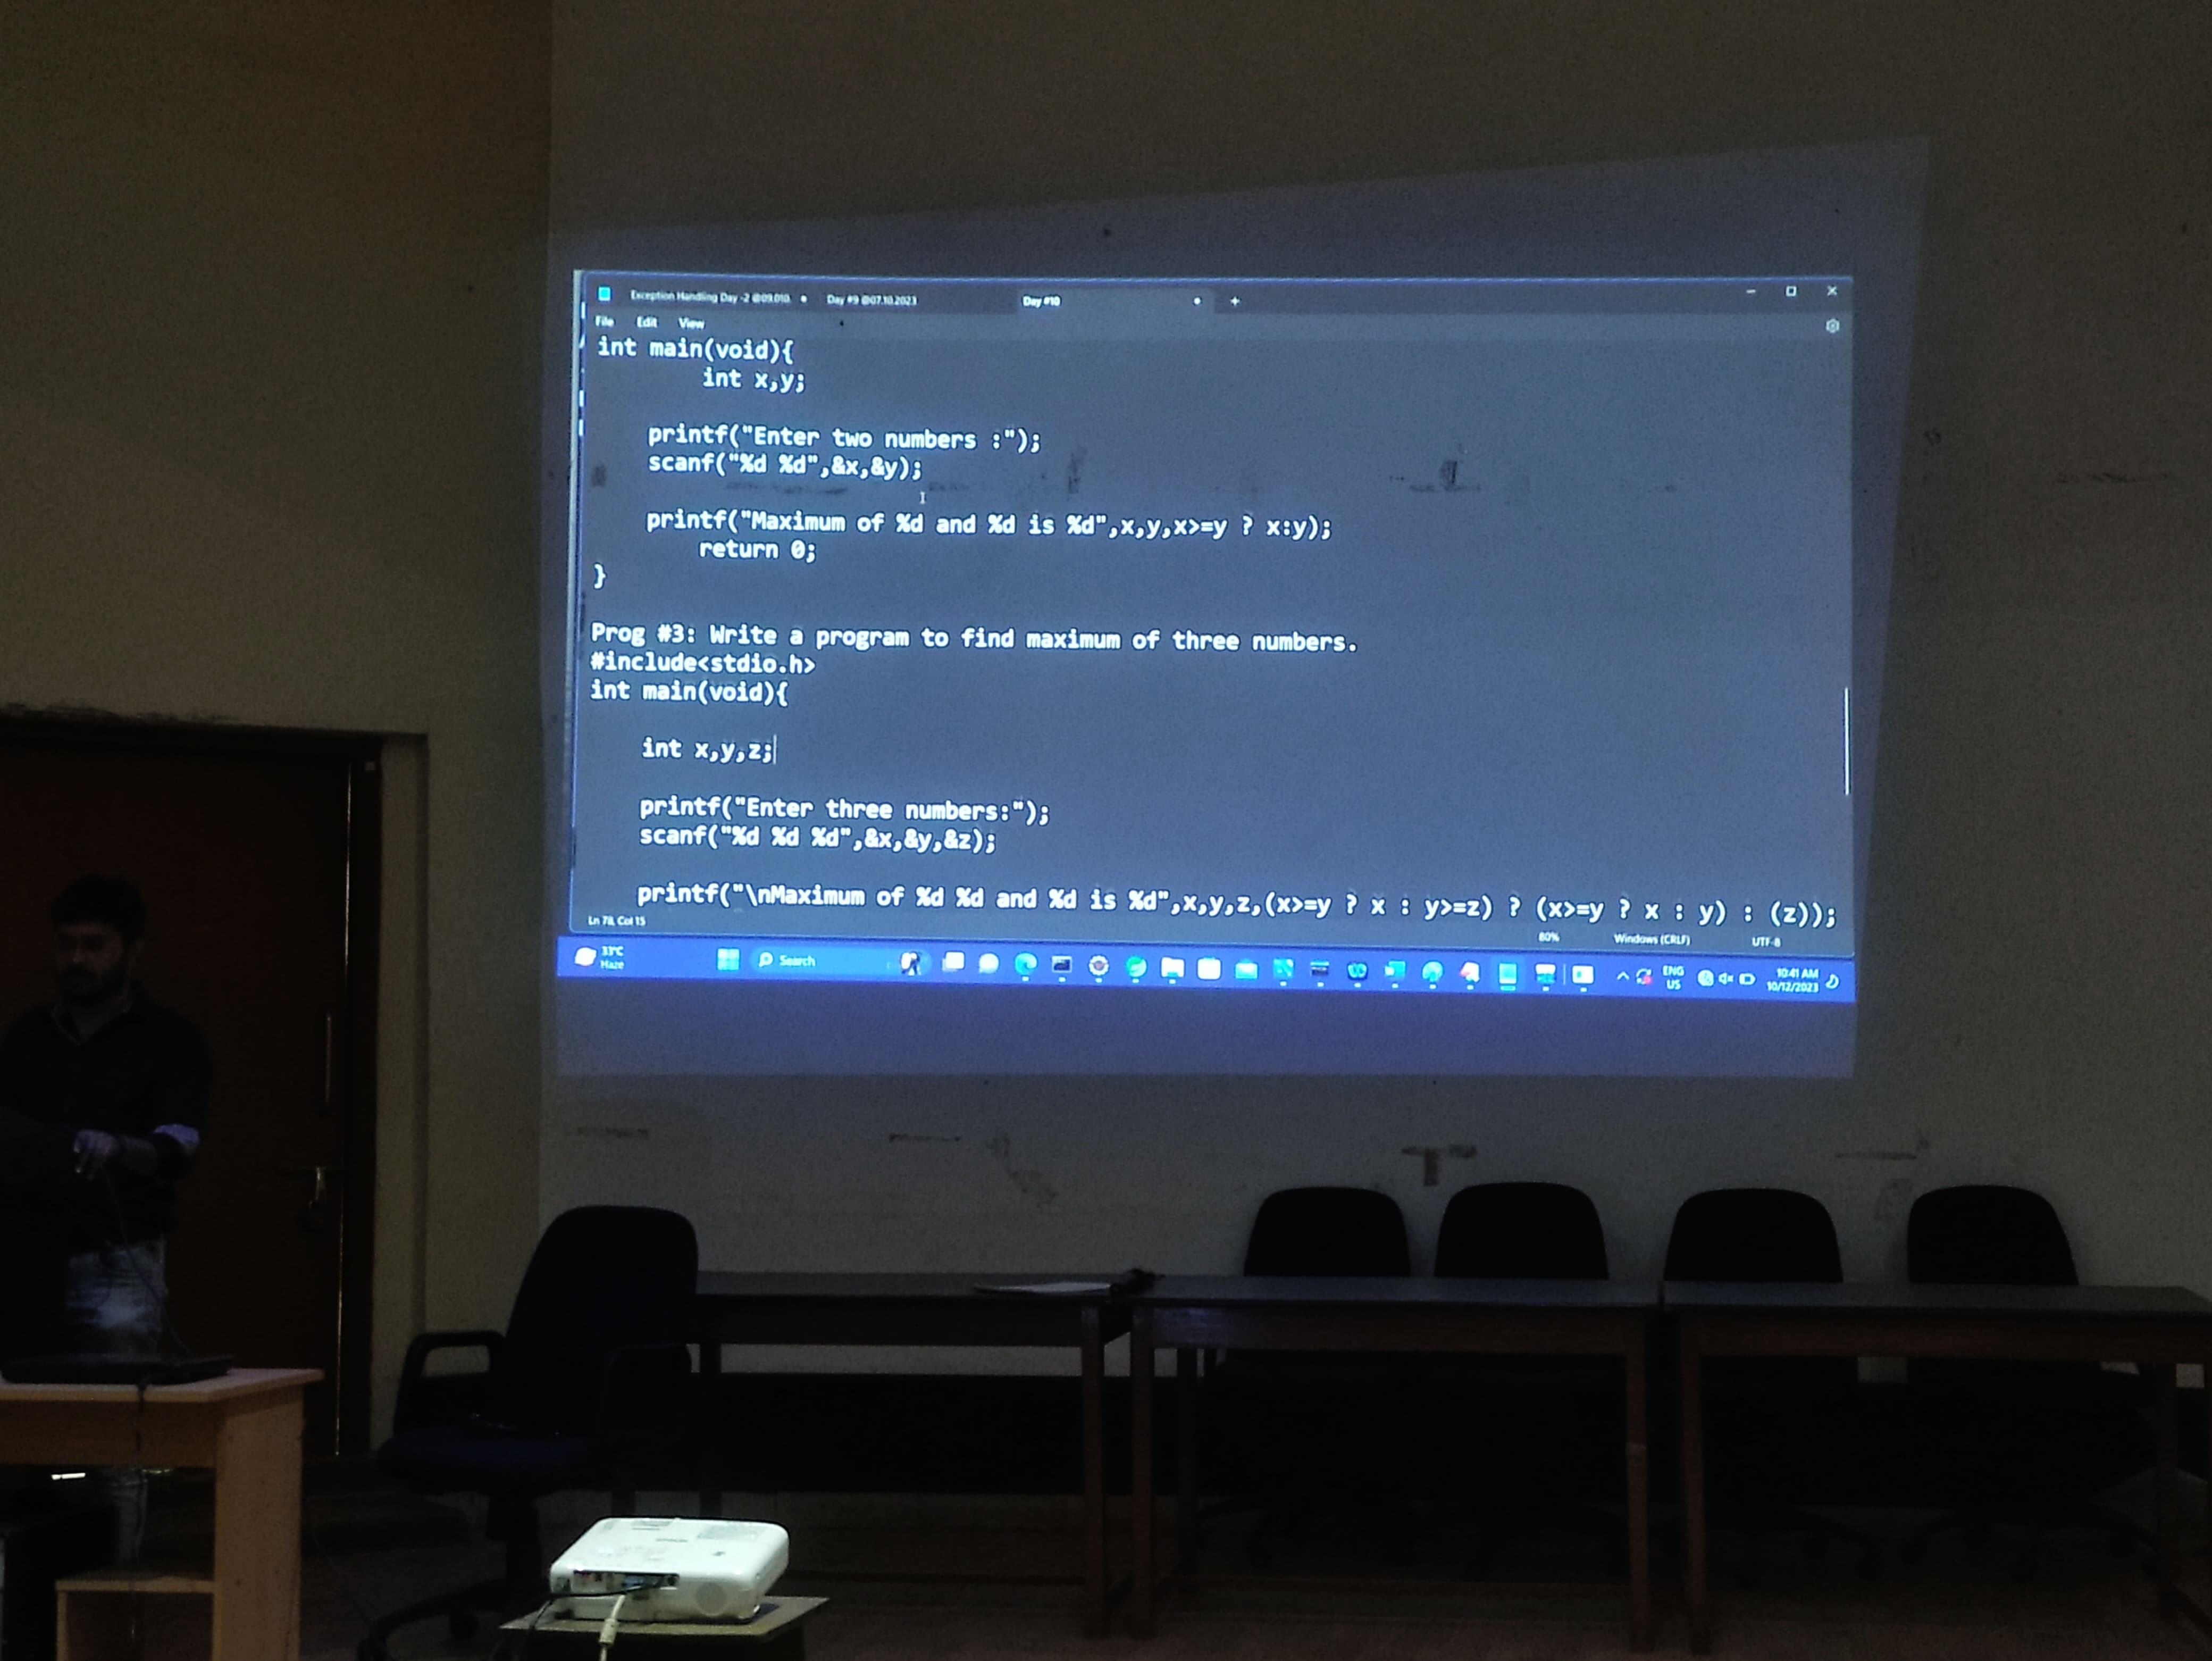 Exception Handling Day -2 @09.010. Day #9 @07.10.2023 Day #10
File Edit View
int main(void){
int x,y;
printf("Enter two numbers :");
scanf("%d %d",&x,&y);
printf("Maximum of %d and %d is %d",x,y,x>=y ? x:y);
return 0;
}
Prog #3: Write a program to find maximum of three numbers.
#include<stdio.h>
int main(void){
int x,y,z;
printf("Enter three numbers:");
scanf("%d %d %d",&x,&y,&z);
printf("\nMaximum of %d %d and %d is %d",x,y,z,(x>=y ? x : y>=z) ? (x>=y ? x : y) : (z));
Ln 78, Col 15 80% Windows (CRLF) UTF-8
33°C
Haze
Search
ENG
US
10:41 AM
10/12/2023